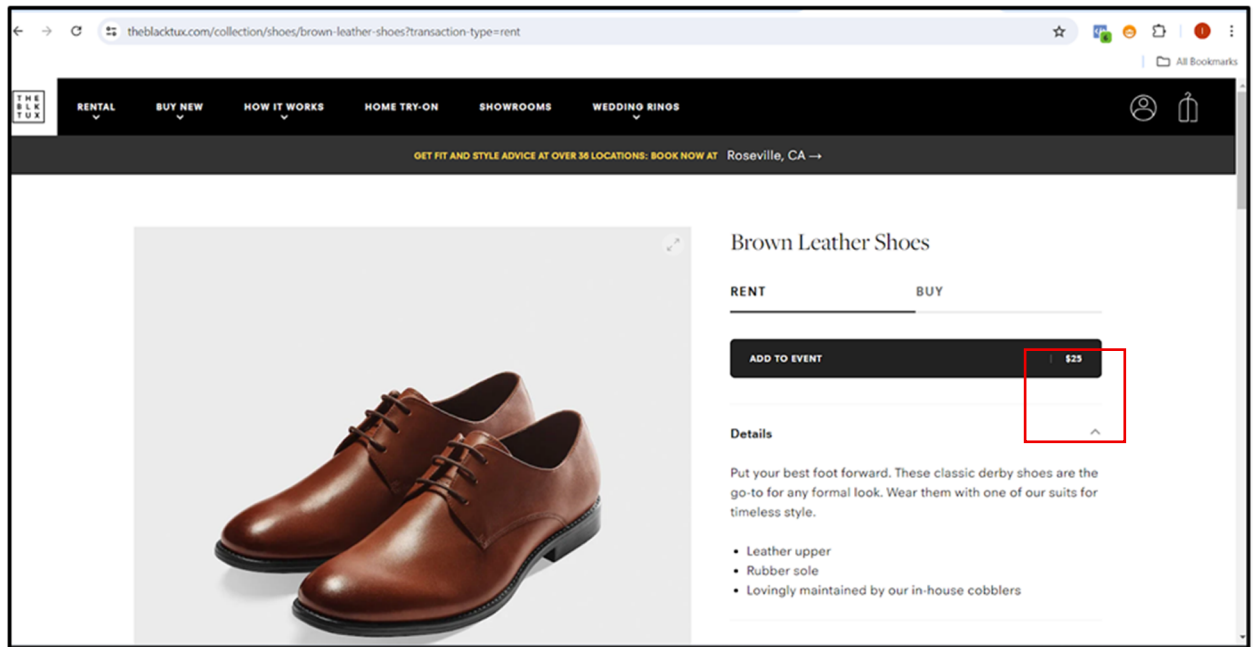 theblacktux.com/collection/shoes/brown-leather-shoes?transaction-type=rent
All Bookmarks
THE
BLK
TUX
RENTAL BUY NEW HOW IT WORKS HOME TRY-ON SHOWROOMS WEDDING RINGS
GET FIT AND STYLE ADVICE AT OVER 36 LOCATIONS: BOOK NOW AT Roseville, CA →
Brown Leather Shoes
RENT BUY
ADD TO EVENT | $25
Details
Put your best foot forward. These classic derby shoes are the
go-to for any formal look. Wear them with one of our suits for
timeless style.
• Leather upper
• Rubber sole
• Lovingly maintained by our in-house cobblers